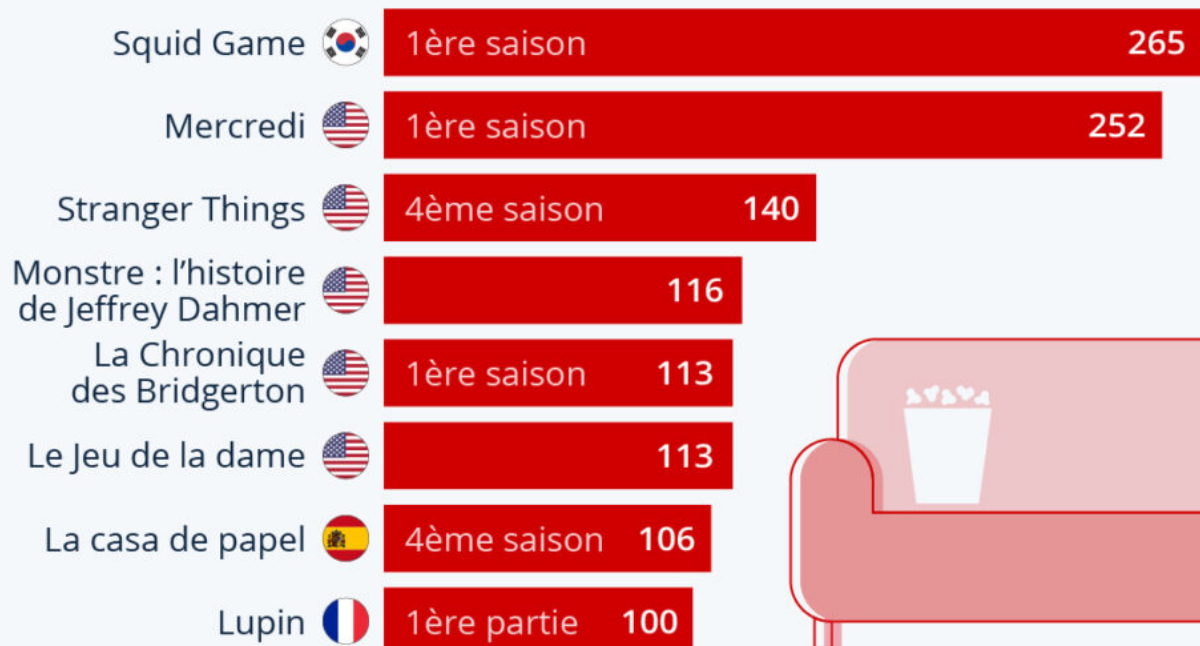 Squid Game 1ère saison 265
Mercredi 1ère saison 252
Stranger Things 4ème saison 140
Monstre : l’histoire
de Jeffrey Dahmer 116
La Chronique
des Bridgerton 1ère saison 113
Le Jeu de la dame 113
La casa de papel 4ème saison 106
Lupin 1ère partie 100